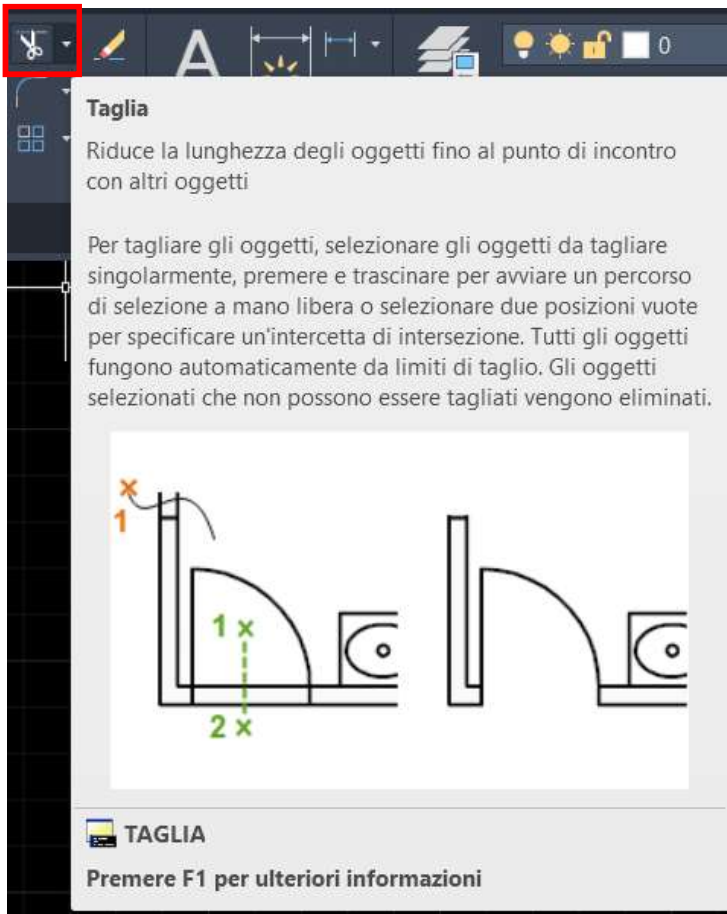 A
0
Taglia
Riduce la lunghezza degli oggetti fino al punto di incontro
con altri oggetti
Per tagliare gli oggetti, selezionare gli oggetti da tagliare
singolarmente, premere e trascinare per avviare un percorso
di selezione a mano libera o selezionare due posizioni vuote
per specificare un'intercetta di intersezione. Tutti gli oggetti
fungono automaticamente da limiti di taglio. Gli oggetti
selezionati che non possono essere tagliati vengono eliminati.
1
1
2
TAGLIA
Premere F1 per ulteriori informazioni